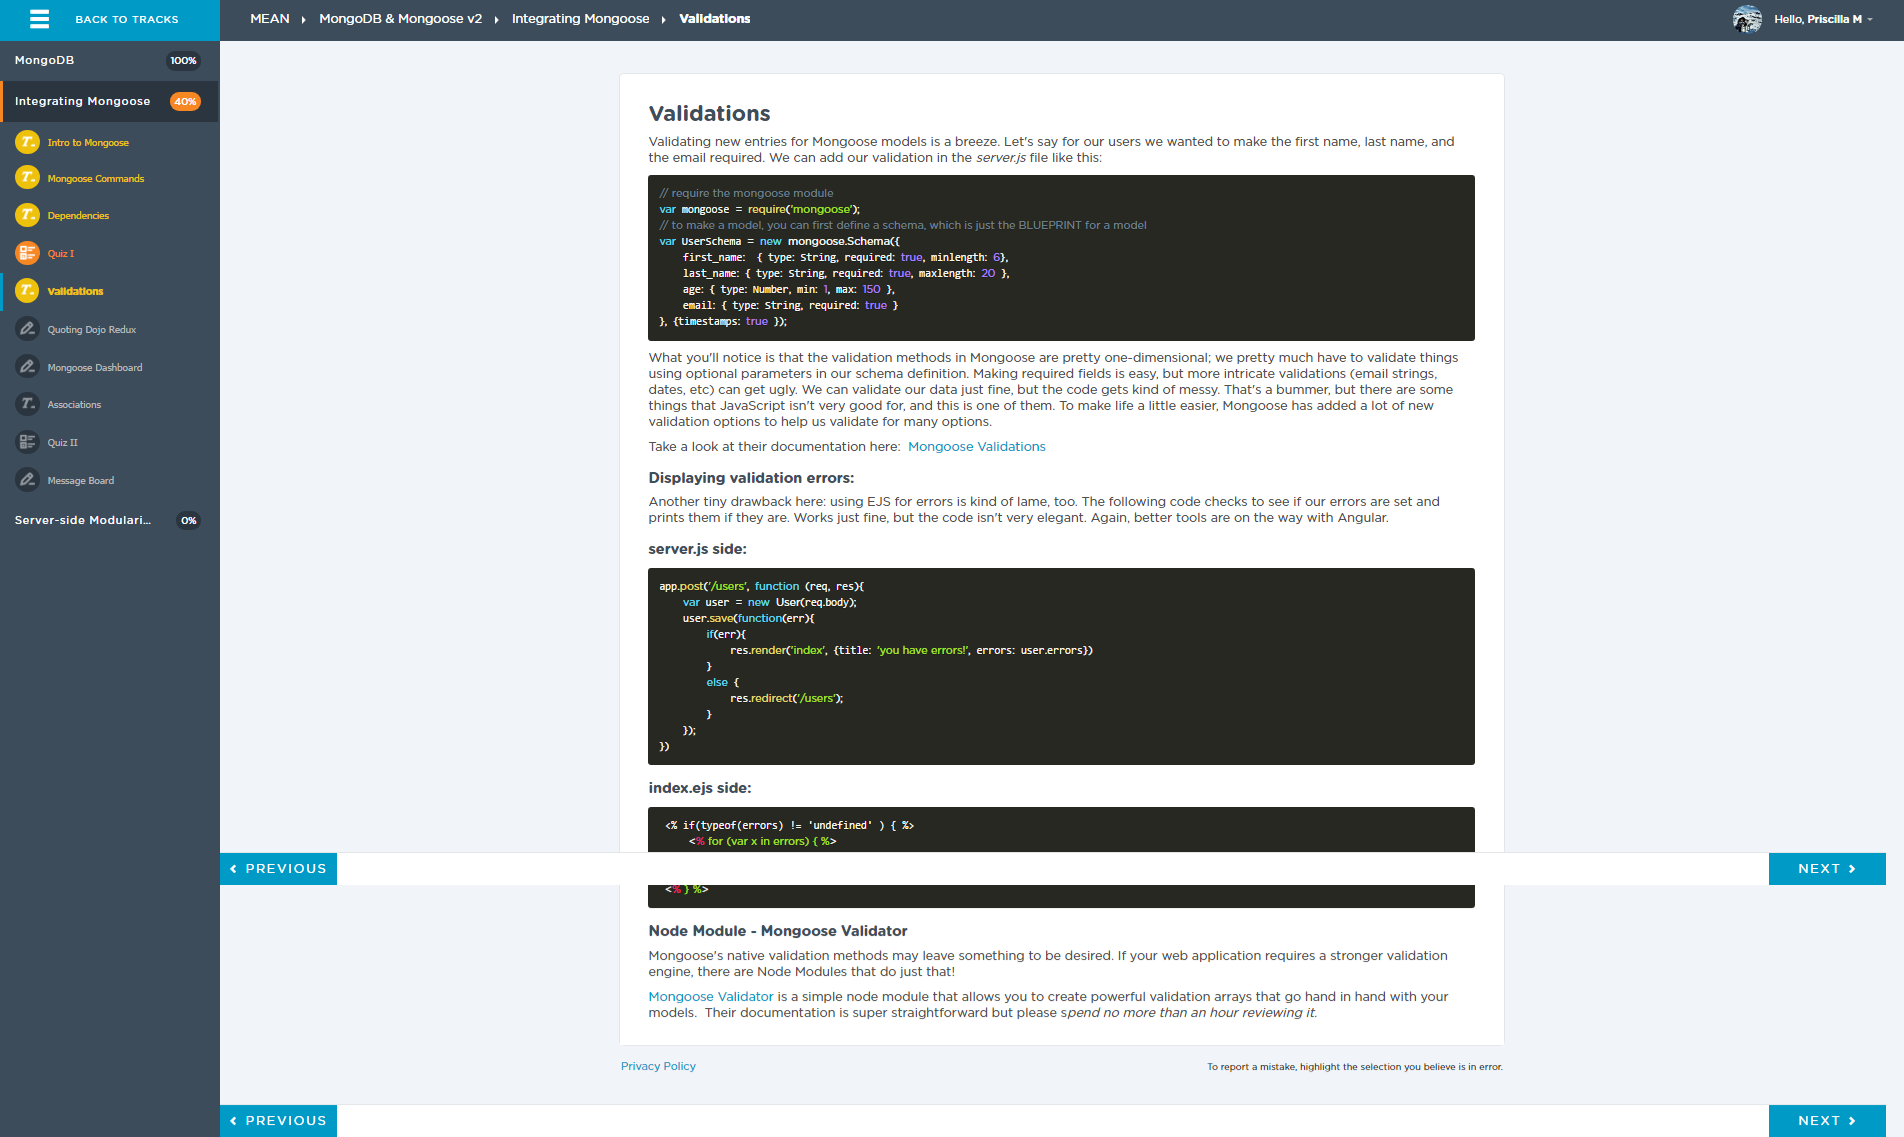 BACK TO TRACKS
MEAN MongoDB & Mongoose v2 Integrating Mongoose Validations
Hello, Priscilla M
MongoDB 100%
Integrating Mongoose 40%
Intro to Mongoose
Mongoose Commands
Dependencies
Quiz I
Validations
Quoting Dojo Redux
Mongoose Dashboard
Associations
Quiz II
Message Board
Server-side Modulari... 0%
Validations
Validating new entries for Mongoose models is a breeze. Let's say for our users we wanted to make the first name, last name, and
the email required. We can add our validation in the server.js file like this:
// require the mongoose module
var mongoose = require('mongoose');
// to make a model, you can first define a schema, which is just the BLUEPRINT for a model
var UserSchema = new mongoose.Schema({
first_name:  { type: String, required: true, minlength: 6},
last_name: { type: String, required: true, maxlength: 20 },
age: { type: Number, min: 1, max: 150 },
email: { type: String, required: true }
}, {timestamps: true });
What you'll notice is that the validation methods in Mongoose are pretty one-dimensional; we pretty much have to validate things
using optional parameters in our schema definition. Making required fields is easy, but more intricate validations (email strings,
dates, etc) can get ugly. We can validate our data just fine, but the code gets kind of messy. That's a bummer, but there are some
things that JavaScript isn't very good for, and this is one of them. To make life a little easier, Mongoose has added a lot of new
validation options to help us validate for many options.
Take a look at their documentation here:  Mongoose Validations
Displaying validation errors:
Another tiny drawback here: using EJS for errors is kind of lame, too. The following code checks to see if our errors are set and
prints them if they are. Works just fine, but the code isn't very elegant. Again, better tools are on the way with Angular.
server.js side:
app.post('/users', function (req, res){
var user = new User(req.body);
user.save(function(err){
if(err){
res.render('index', {title: 'you have errors!', errors: user.errors})
}
else {
res.redirect('/users');
}
});
})
index.ejs side:
<% if(typeof(errors) != 'undefined' ) { %>
<% for (var x in errors) { %>
PREVIOUS NEXT
<% } %>
Node Module - Mongoose Validator
Mongoose's native validation methods may leave something to be desired. If your web application requires a stronger validation
engine, there are Node Modules that do just that!
Mongoose Validator is a simple node module that allows you to create powerful validation arrays that go hand in hand with your
models.  Their documentation is super straightforward but please spend no more than an hour reviewing it.
Privacy Policy
To report a mistake, highlight the selection you believe is in error.
PREVIOUS NEXT